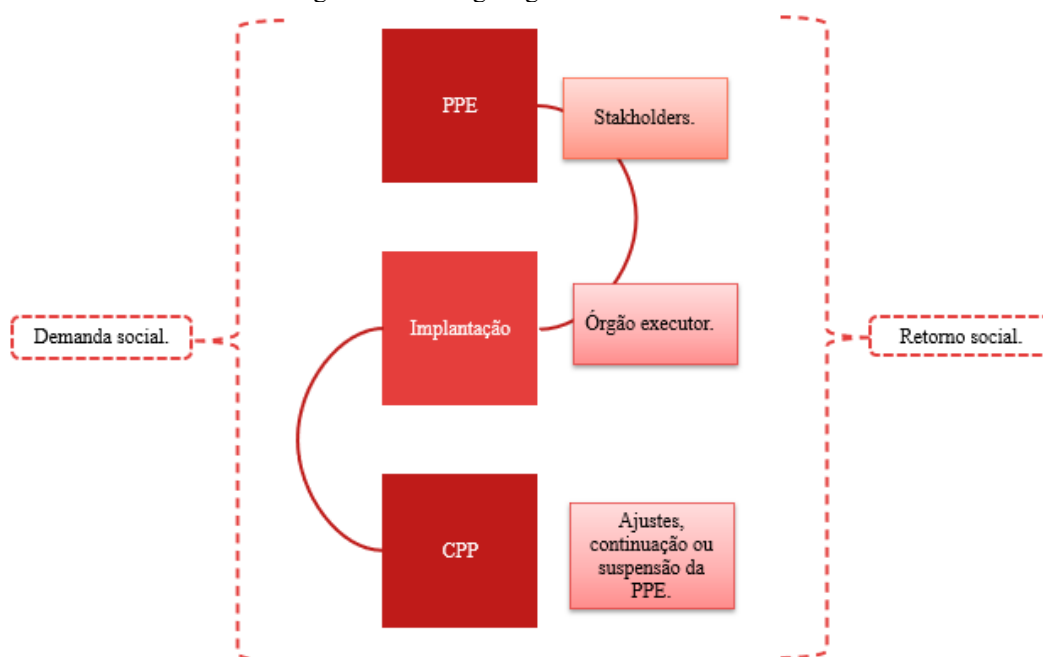 PPE
Stakholders.
Demanda social.
Implantação
Órgão executor.
Retorno social.
CPP
Ajustes,
continuação ou
suspensão da
PPE.